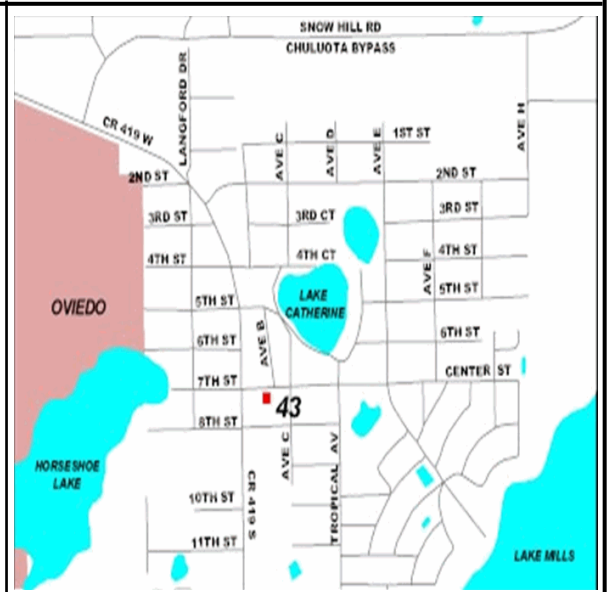 SNOW HILL RD
CHULUOTA BYPASS
LANGFORD DR
CR 419 W
AVE C
AVE D
AVE E
1ST ST
AVE H
2ND ST
2ND ST
3RD ST
3RD CT
3RD ST
4TH ST
4TH CT
4TH ST
AVE F
OVIEDO
5TH ST
LAKE
CATHERINE
5TH ST
6TH ST
AVE B
6TH ST
7TH ST
CENTER ST
43
8TH ST
HORSESHOE
LAKE
AVE C
TROPICAL AV
CR 419 S
10TH ST
11TH ST
LAKE MILLS